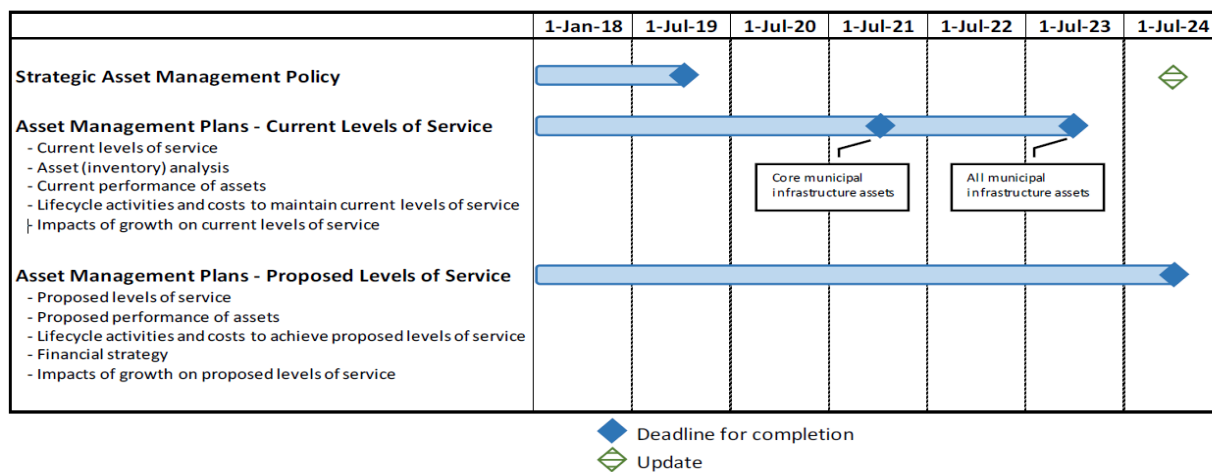 1-Jan-18 1-Jul-19 1-Jul-20 1-Jul-21 1-Jul-22 1-Jul-23 1-Jul-24
Strategic Asset Management Policy
Asset Management Plans - Current Levels of Service
- Current levels of service
- Asset (inventory) analysis
- Current performance of assets
- Lifecycle activities and costs to maintain current levels of service
- Impacts of growth on current levels of service
Core municipal
infrastructure assets
All municipal
infrastructure assets
Asset Management Plans - Proposed Levels of Service
- Proposed levels of service
- Proposed performance of assets
- Lifecycle activities and costs to achieve proposed levels of service
- Financial strategy
- Impacts of growth on proposed levels of service
Deadline for completion
Update